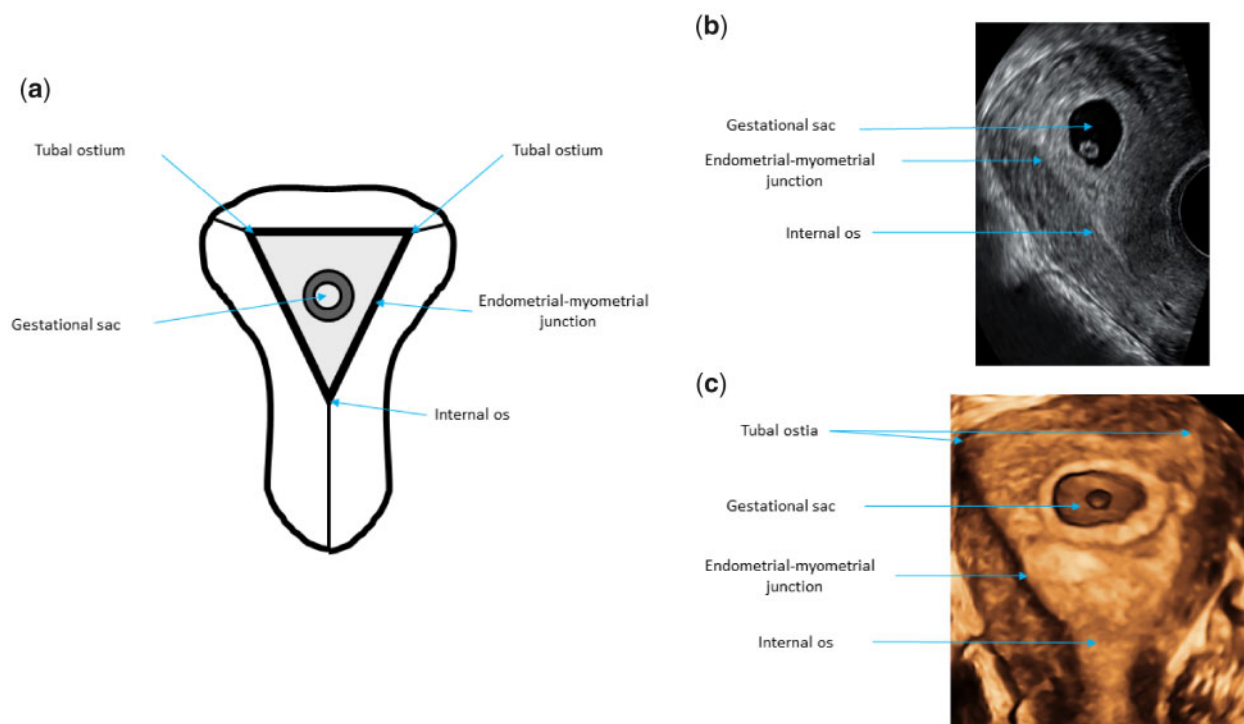 (a)
Tubal ostium
Tubal ostium
Gestational sac
Endometrial-myometrial
junction
Internal os
(b)
Gestational sac
Endometrial-myometrial
junction
Internal os
(c)
Tubal ostia
Gestational sac
Endometrial-myometrial
junction
Internal os